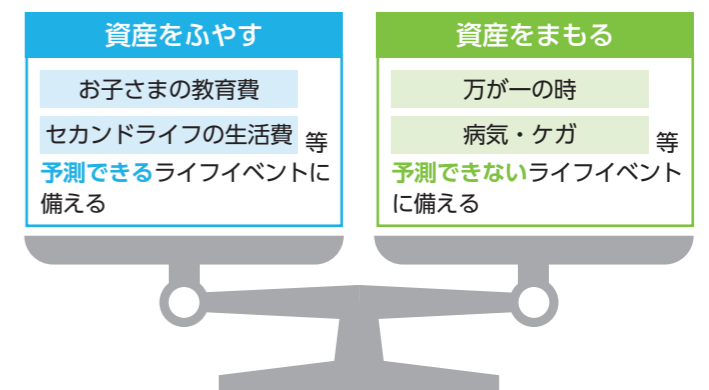 資産をふやす
お子さまの教育費
セカンドライフの生活費 等
予測できるライフイベントに
備える
資産をまもる
万が一の時
病気・ケガ 等
予測できないライフイベント
に備える